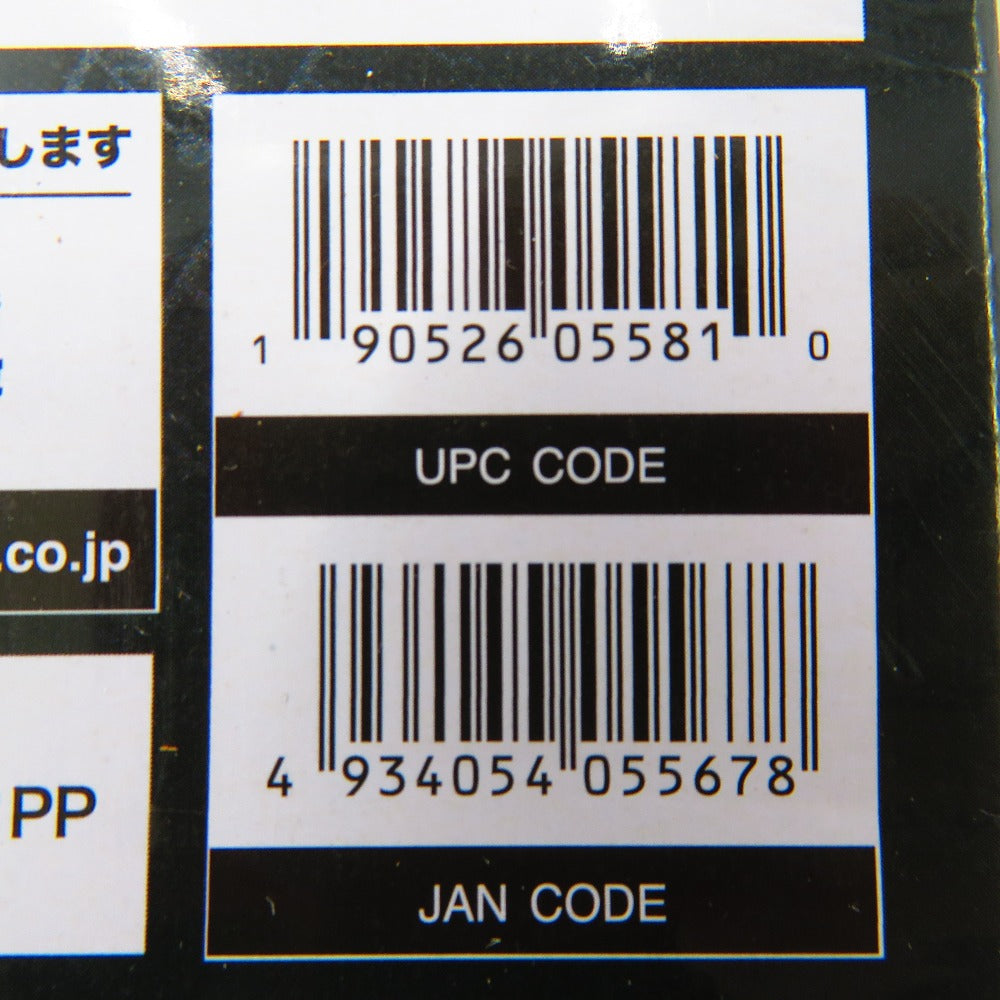 します
.co.jp
PP
1 90526 05581 0
UPC CODE
4 934054 055678
JAN CODE